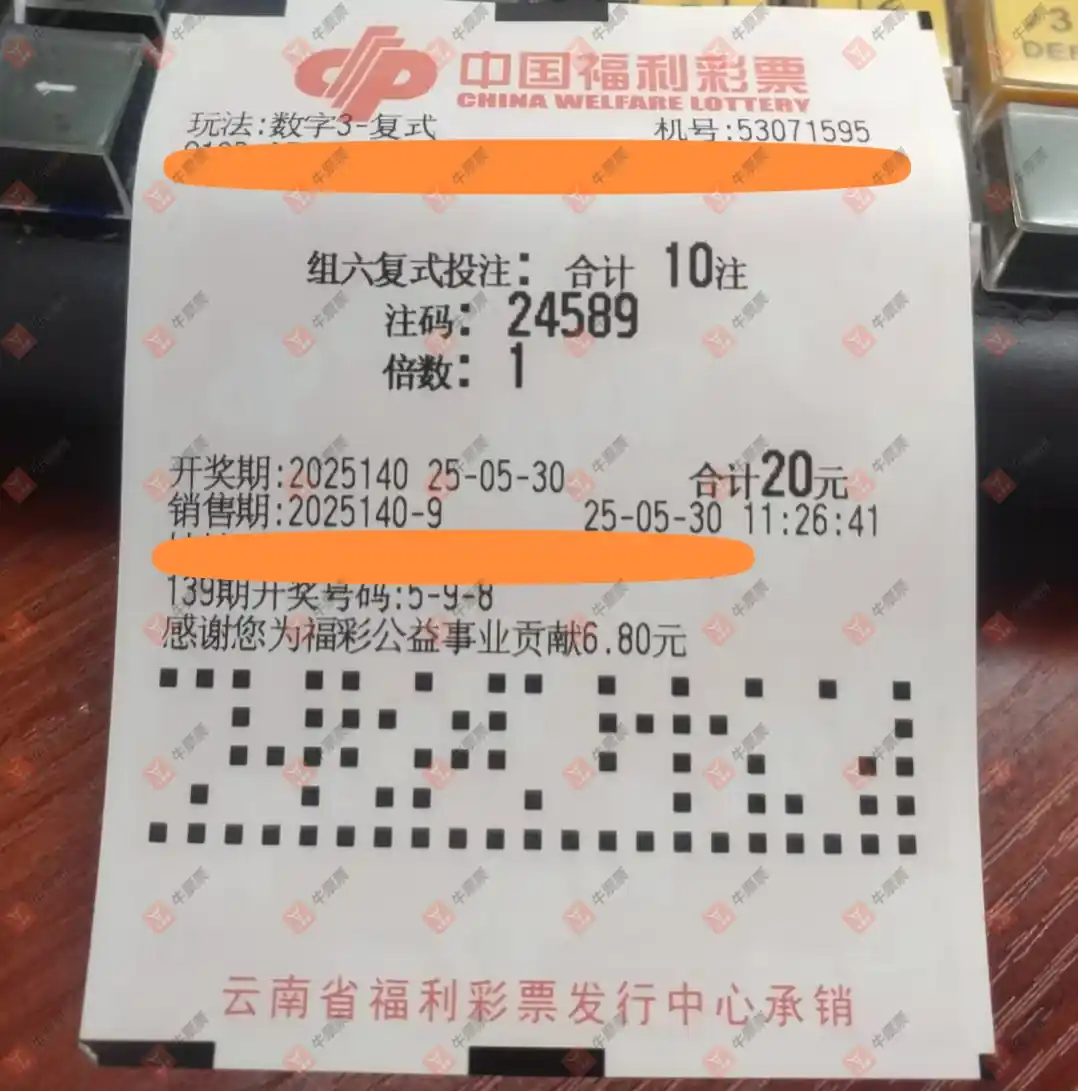 中国福利彩票
CHINA WELFARE LOTTERY
玩法:数字3-复式 机号:53071595
组六复式投注: 合计 10注
注码: 24589
倍数: 1
开奖期:2025140 25-05-30 合计20元
销售期:2025140-9 25-05-30 11:26:41
139期开奖号码:5-9-8
感谢您为福彩公益事业贡献6.80元
云南省福利彩票发行中心承销